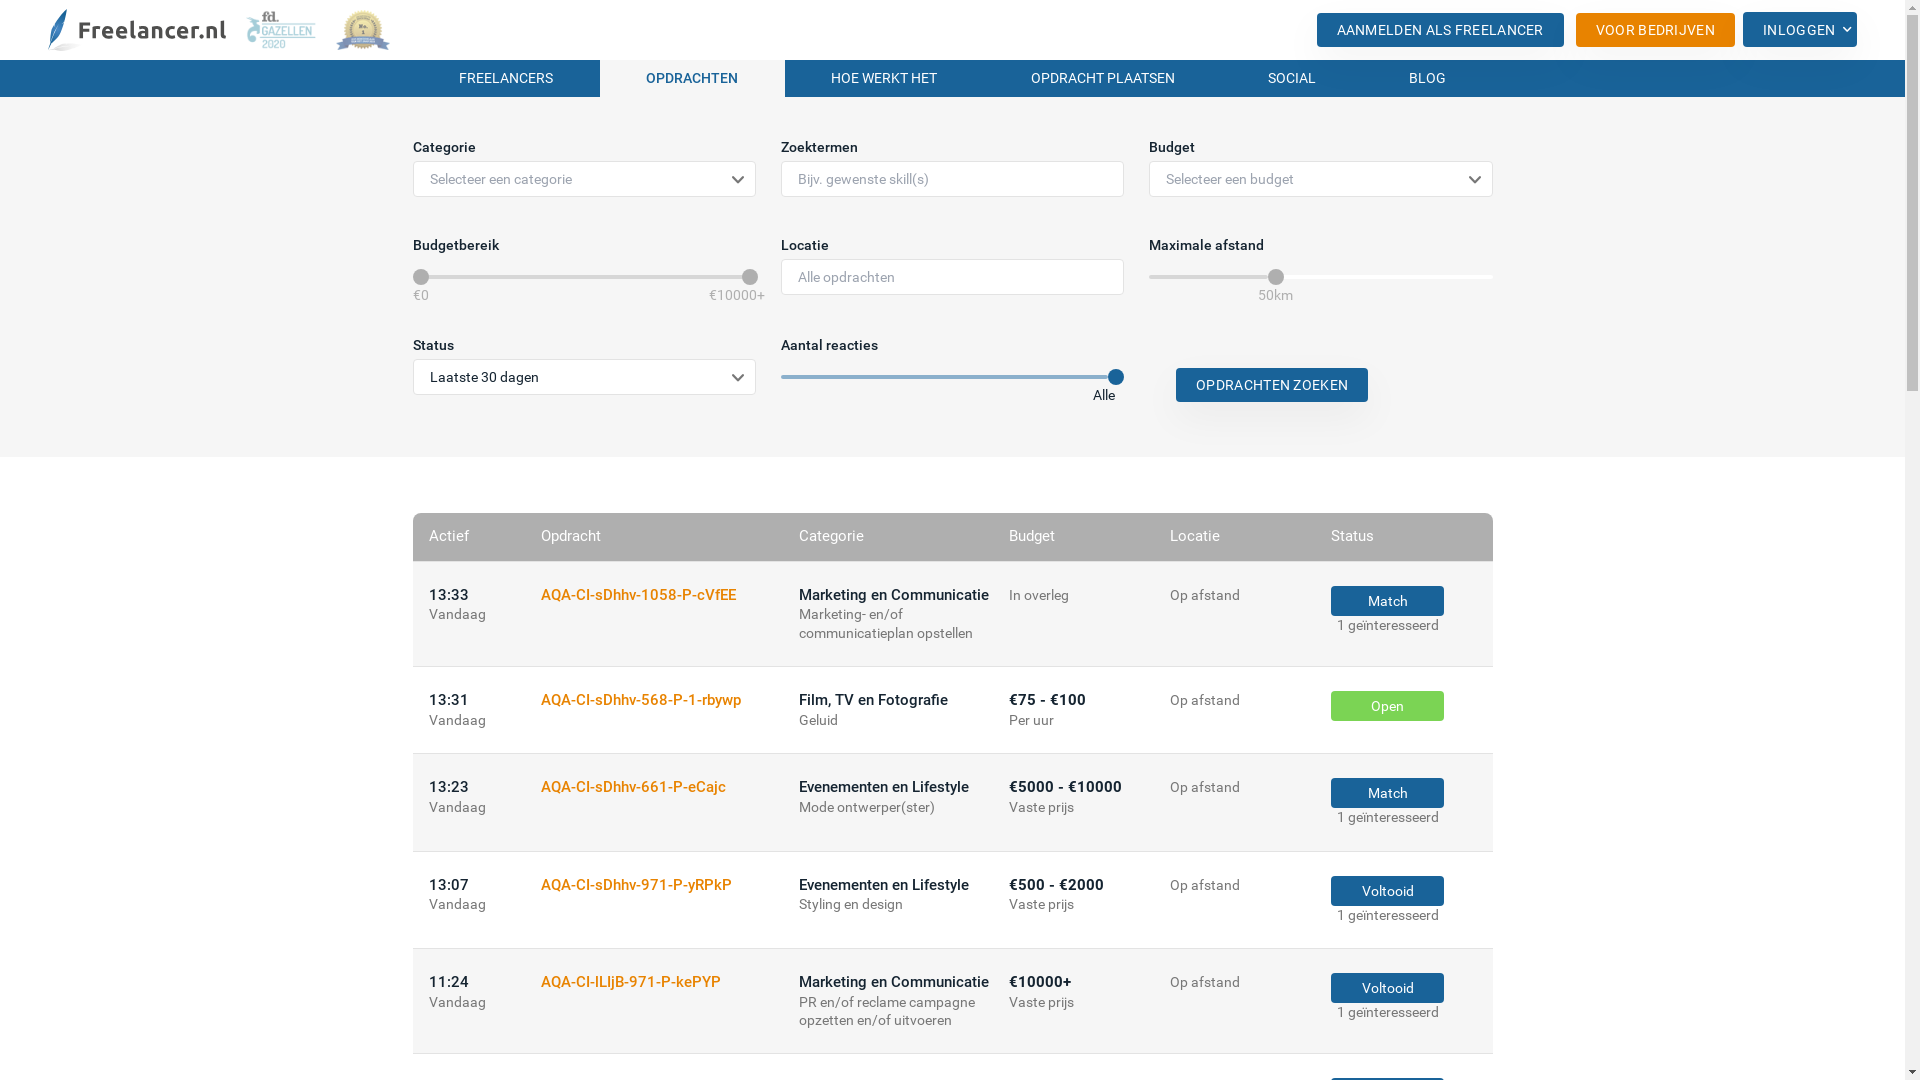 Freelancer.nl
fd.
GAZELLEN
2020
AANMELDEN ALS FREELANCER
VOOR BEDRIJVEN
INLOGGEN
FREELANCERS
OPDRACHTEN
HOE WERKT HET
OPDRACHT PLAATSEN
SOCIAL
BLOG
Categorie
Zoektermen
Budget
Selecteer een categorie
Bijv. gewenste skill(s)
Selecteer een budget
Budgetbereik
Locatie
Maximale afstand
Alle opdrachten
€0
€10000+
50km
Status
Aantal reacties
Laatste 30 dagen
Alle
OPDRACHTEN ZOEKEN
Actief
Opdracht
Categorie
Budget
Locatie
Status
13:33
Vandaag
AQA-CI-sDhhv-1058-P-cVfEE
Marketing en Communicatie
Marketing- en/of
communicatieplan opstellen
In overleg
Op afstand
Match
1 geïnteresseerd
13:31
Vandaag
AQA-CI-sDhhv-568-P-1-rbywp
Film, TV en Fotografie
Geluid
€75 - €100
Per uur
Op afstand
Open
13:23
Vandaag
AQA-CI-sDhhv-661-P-eCajc
Evenementen en Lifestyle
Mode ontwerper(ster)
€5000 - €10000
Vaste prijs
Op afstand
Match
1 geïnteresseerd
13:07
Vandaag
AQA-CI-sDhhv-971-P-yRPkP
Evenementen en Lifestyle
Styling en design
€500 - €2000
Vaste prijs
Op afstand
Voltooid
1 geïnteresseerd
11:24
Vandaag
AQA-CI-lLljB-971-P-kePYP
Marketing en Communicatie
PR en/of reclame campagne
opzetten en/of uitvoeren
€10000+
Vaste prijs
Op afstand
Voltooid
1 geïnteresseerd